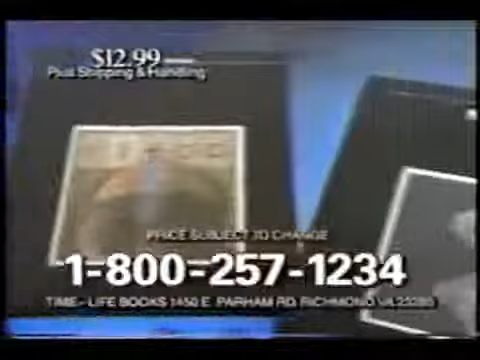 $12.99
Plus Shipping & Handling
PRICE SUBJECT TO CHANGE
1-800-257-1234
TIME-LIFE BOOKS 1450 E. PARHAM RD. RICHMOND VA 23280